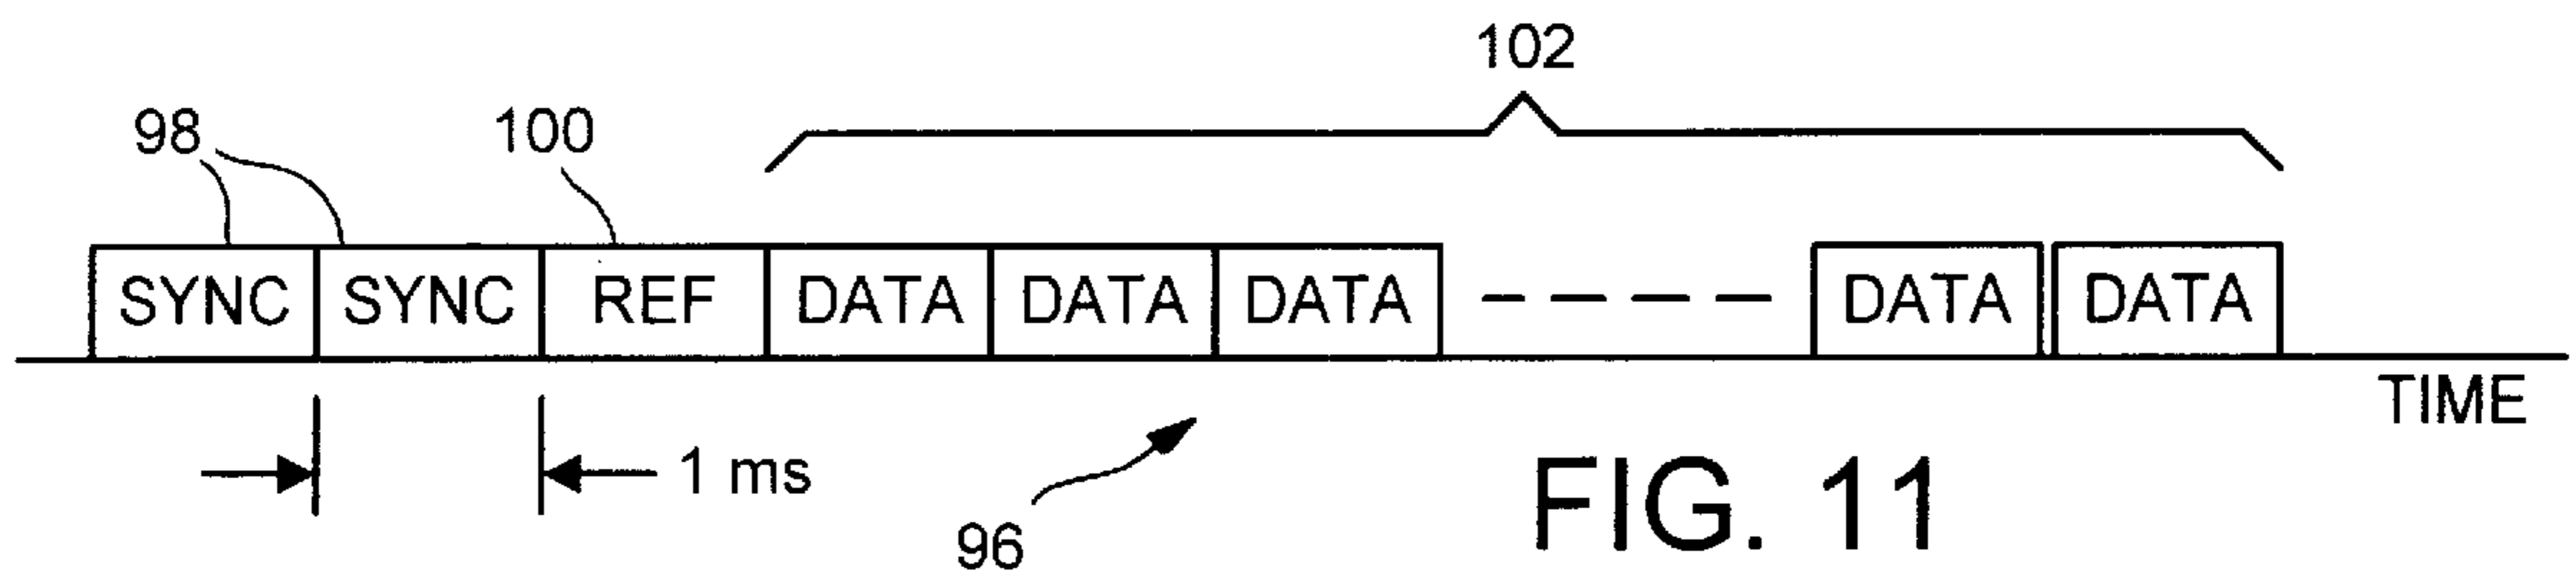 102
98
100
SYNC SYNC REF DATA DATA DATA DATA DATA
TIME
1 ms
96
FIG. 11